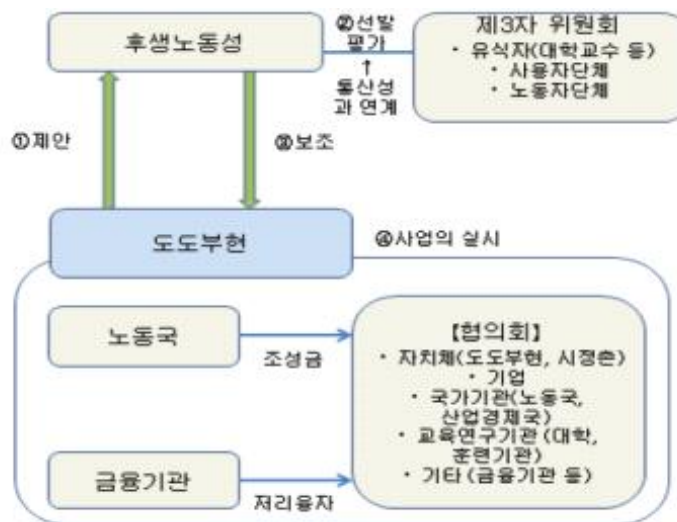 후생노동성
②선발
평가
↑
통산성
과 연계
제3자 위원회
· 유식자(대학교수 등)
· 사용자단체
· 노동자단체
①제안
③보조
도도부현
④사업의 실시
노동국
조성금
【협의회】
· 자치체(도도부현, 시정촌)
· 기업
· 국가기관(노동국,
산업경제국)
· 교육연구기관 (대학,
훈련기관)
· 기타 (금융기관 등)
금융기관
저리융자